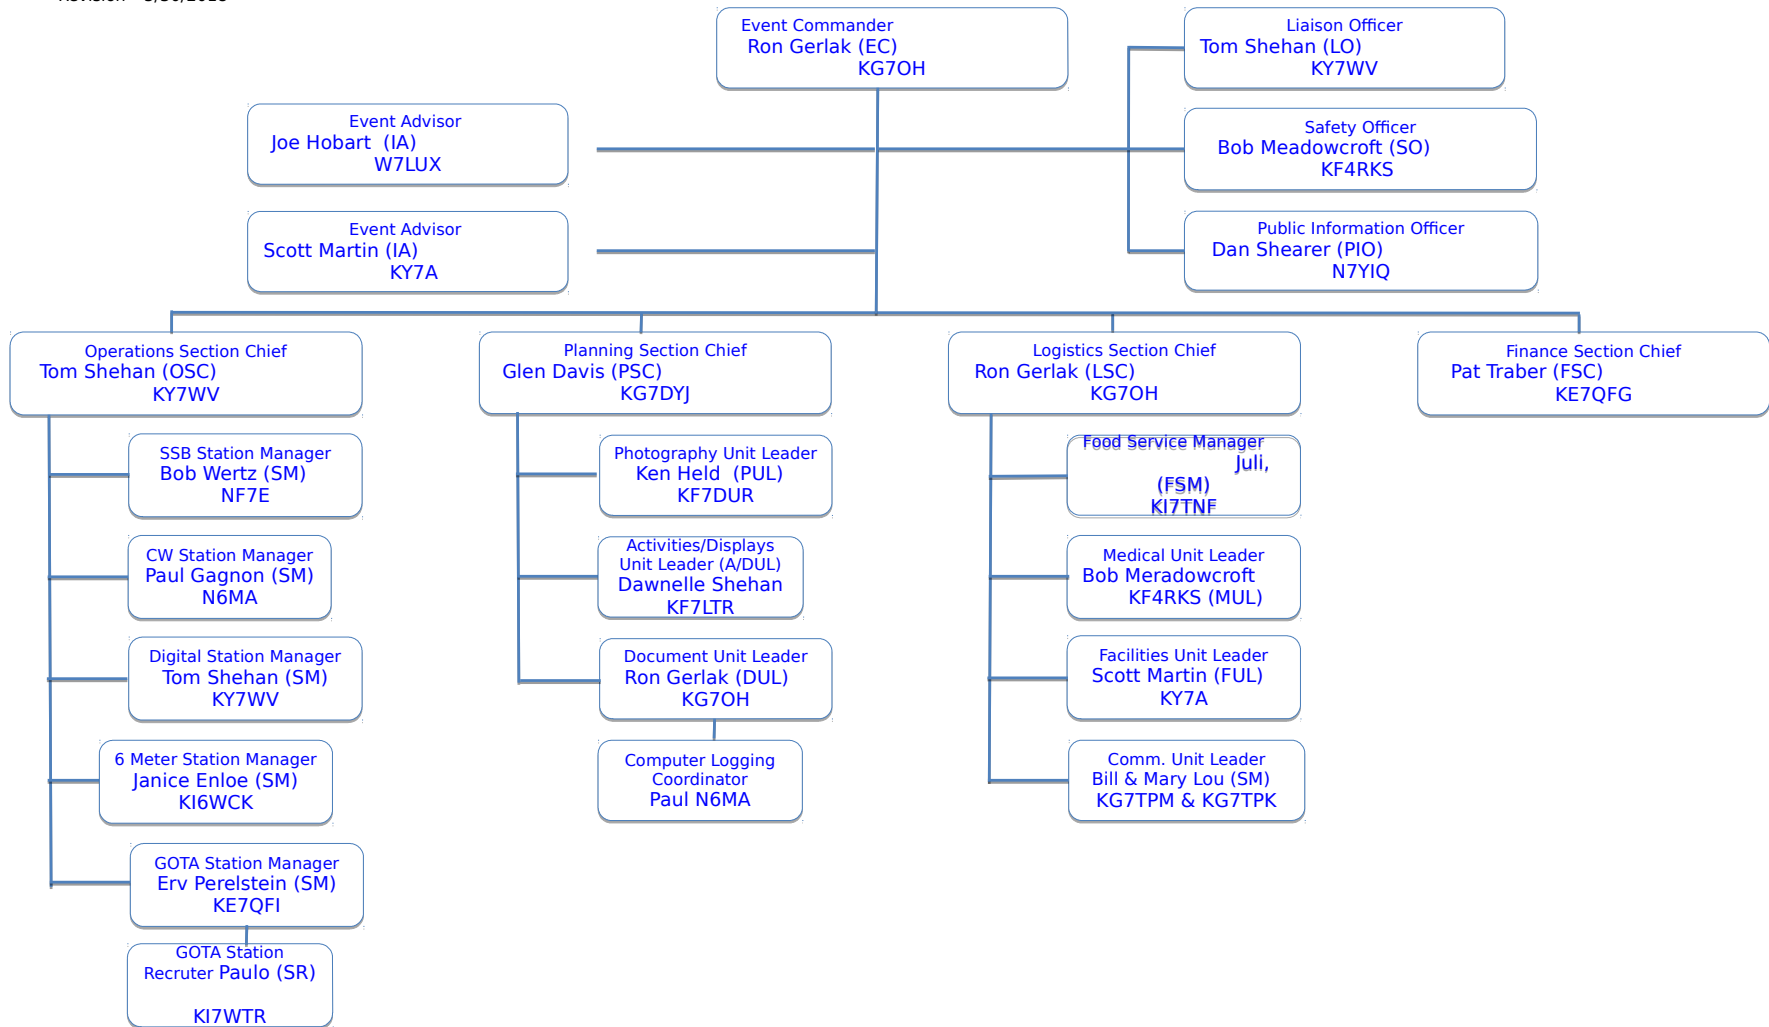 Event Commander
Ron Gerlak (EC)
KG7OH
Liaison Officer
Tom Shehan (LO)
KY7WV
Event Advisor
Joe Hobart (IA)
W7LUX
Safety Officer
Bob Meadowcroft (SO)
KF4RKS
Event Advisor
Scott Martin (IA)
KY7A
Public Information Officer
Dan Shearer (PIO)
N7YIQ
Operations Section Chief
Tom Shehan (OSC)
KY7WV
Planning Section Chief
Glen Davis (PSC)
KG7DYJ
Logistics Section Chief
Ron Gerlak (LSC)
KG7OH
Finance Section Chief
Pat Traber (FSC)
KE7QFG
SSB Station Manager
Bob Wertz (SM)
NF7E
CW Station Manager
Paul Gagnon (SM)
N6MA
Digital Station Manager
Tom Shehan (SM)
KY7WV
6 Meter Station Manager
Janice Enloe (SM)
KI6WCK
GOTA Station Manager
Erv Perelstein (SM)
KE7QFI
GOTA Station
Recruter Paulo (SR)
KI7WTR
Photography Unit Leader
Ken Held (PUL)
KF7DUR
Activities/Displays
Unit Leader (A/DUL)
Dawnelle Shehan
KF7LTR
Document Unit Leader
Ron Gerlak (DUL)
KG7OH
Computer Logging
Coordinator
Paul N6MA
Food Service Manager
Juli,
(FSM)
KI7TNF
Medical Unit Leader
Bob Meradowcroft
KF4RKS (MUL)
Facilities Unit Leader
Scott Martin (FUL)
KY7A
Comm. Unit Leader
Bill & Mary Lou (SM)
KG7TPM & KG7TPK